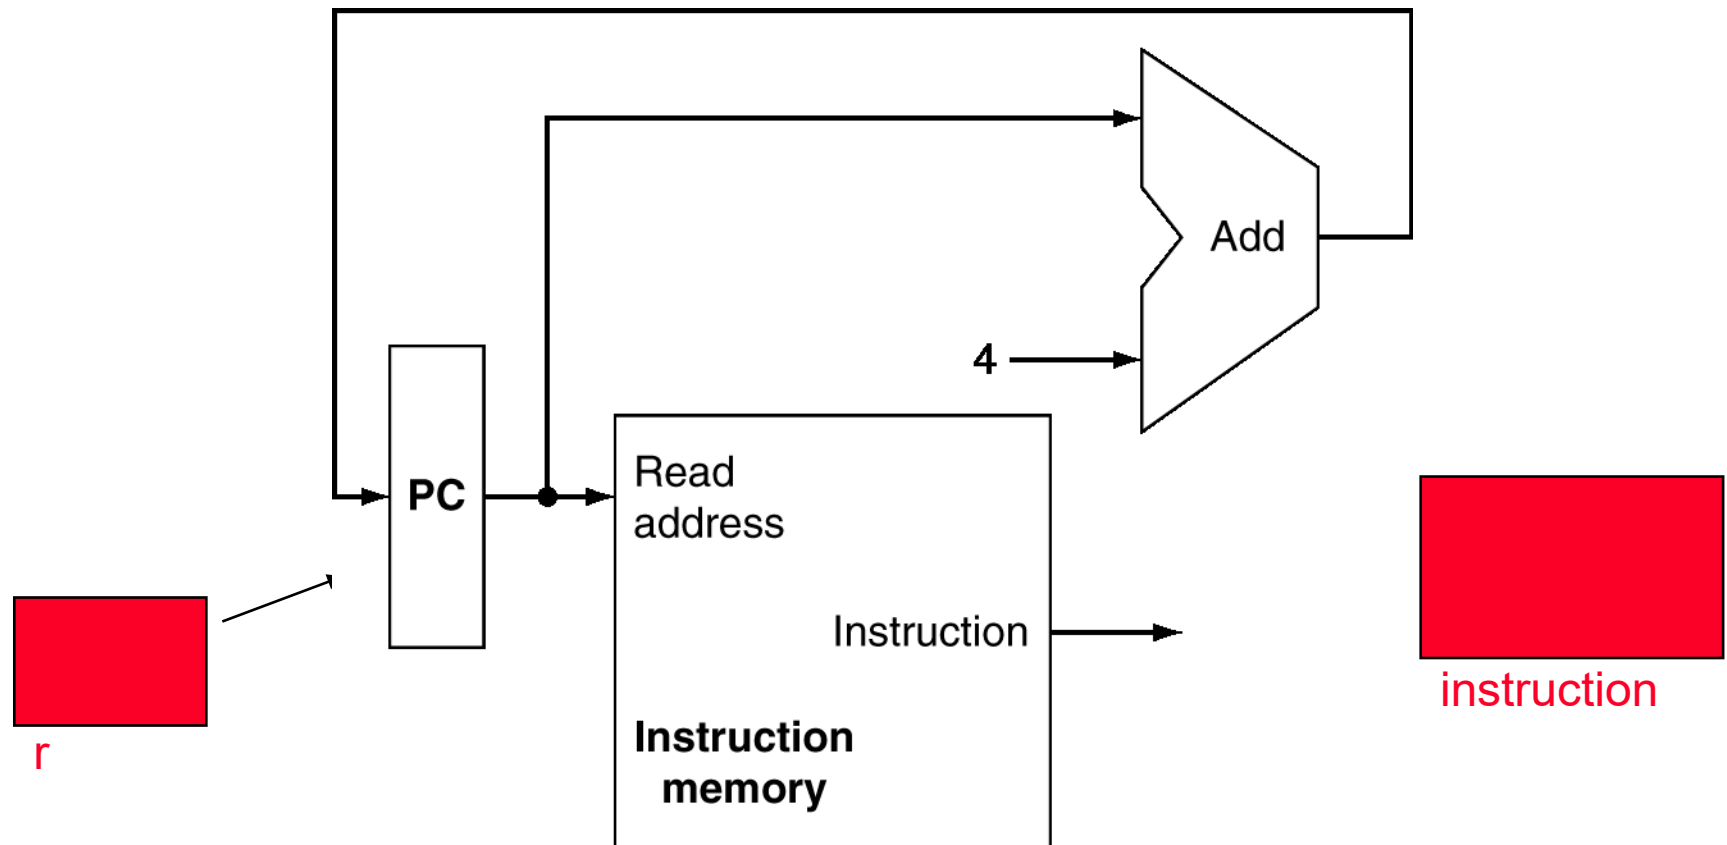 Add
4
PC
Read
address
Instruction
instruction
Instruction
memory
r